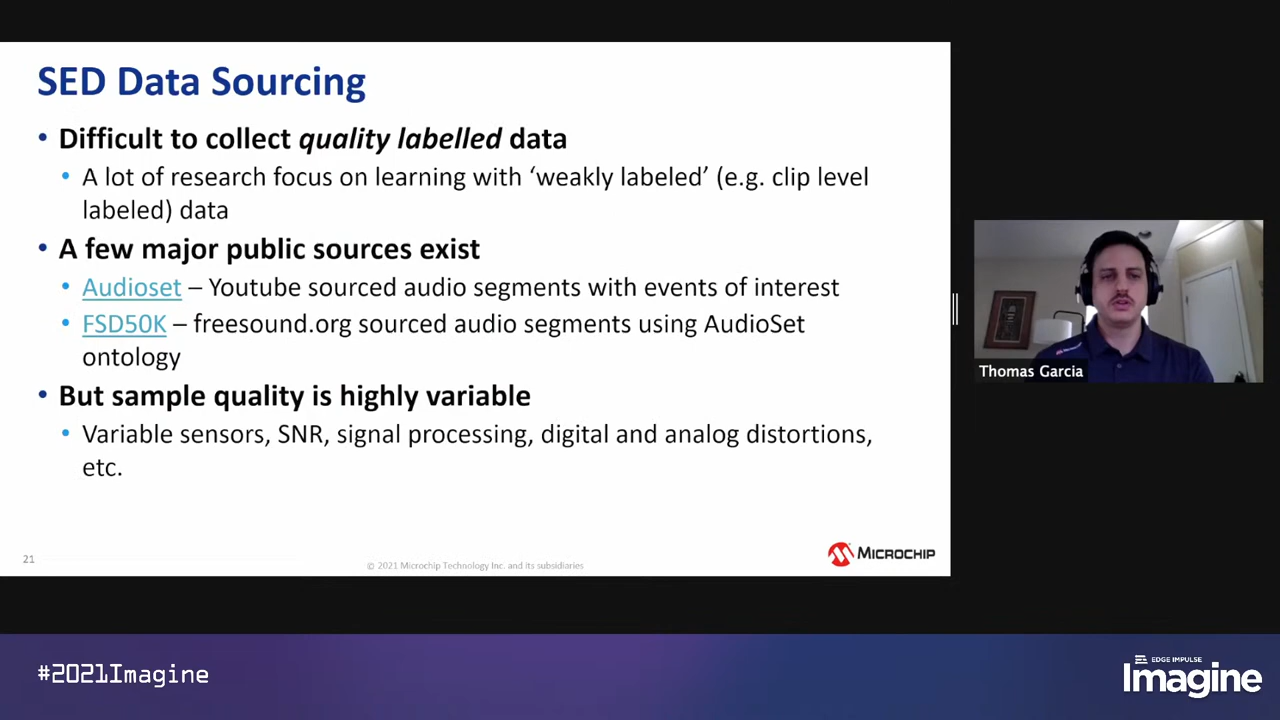 SED Data Sourcing
• Difficult to collect quality labelled data
• A lot of research focus on learning with ‘weakly labeled’ (e.g. clip level
labeled) data
• A few major public sources exist
• Audioset – Youtube sourced audio segments with events of interest
• FSD50K – freesound.org sourced audio segments using AudioSet
ontology
• But sample quality is highly variable
• Variable sensors, SNR, signal processing, digital and analog distortions,
etc.
21
© 2021 Microchip Technology Inc. and its subsidiaries
MICROCHIP
Thomas Garcia
#2021Imagine
EDGE IMPULSE
Imagine